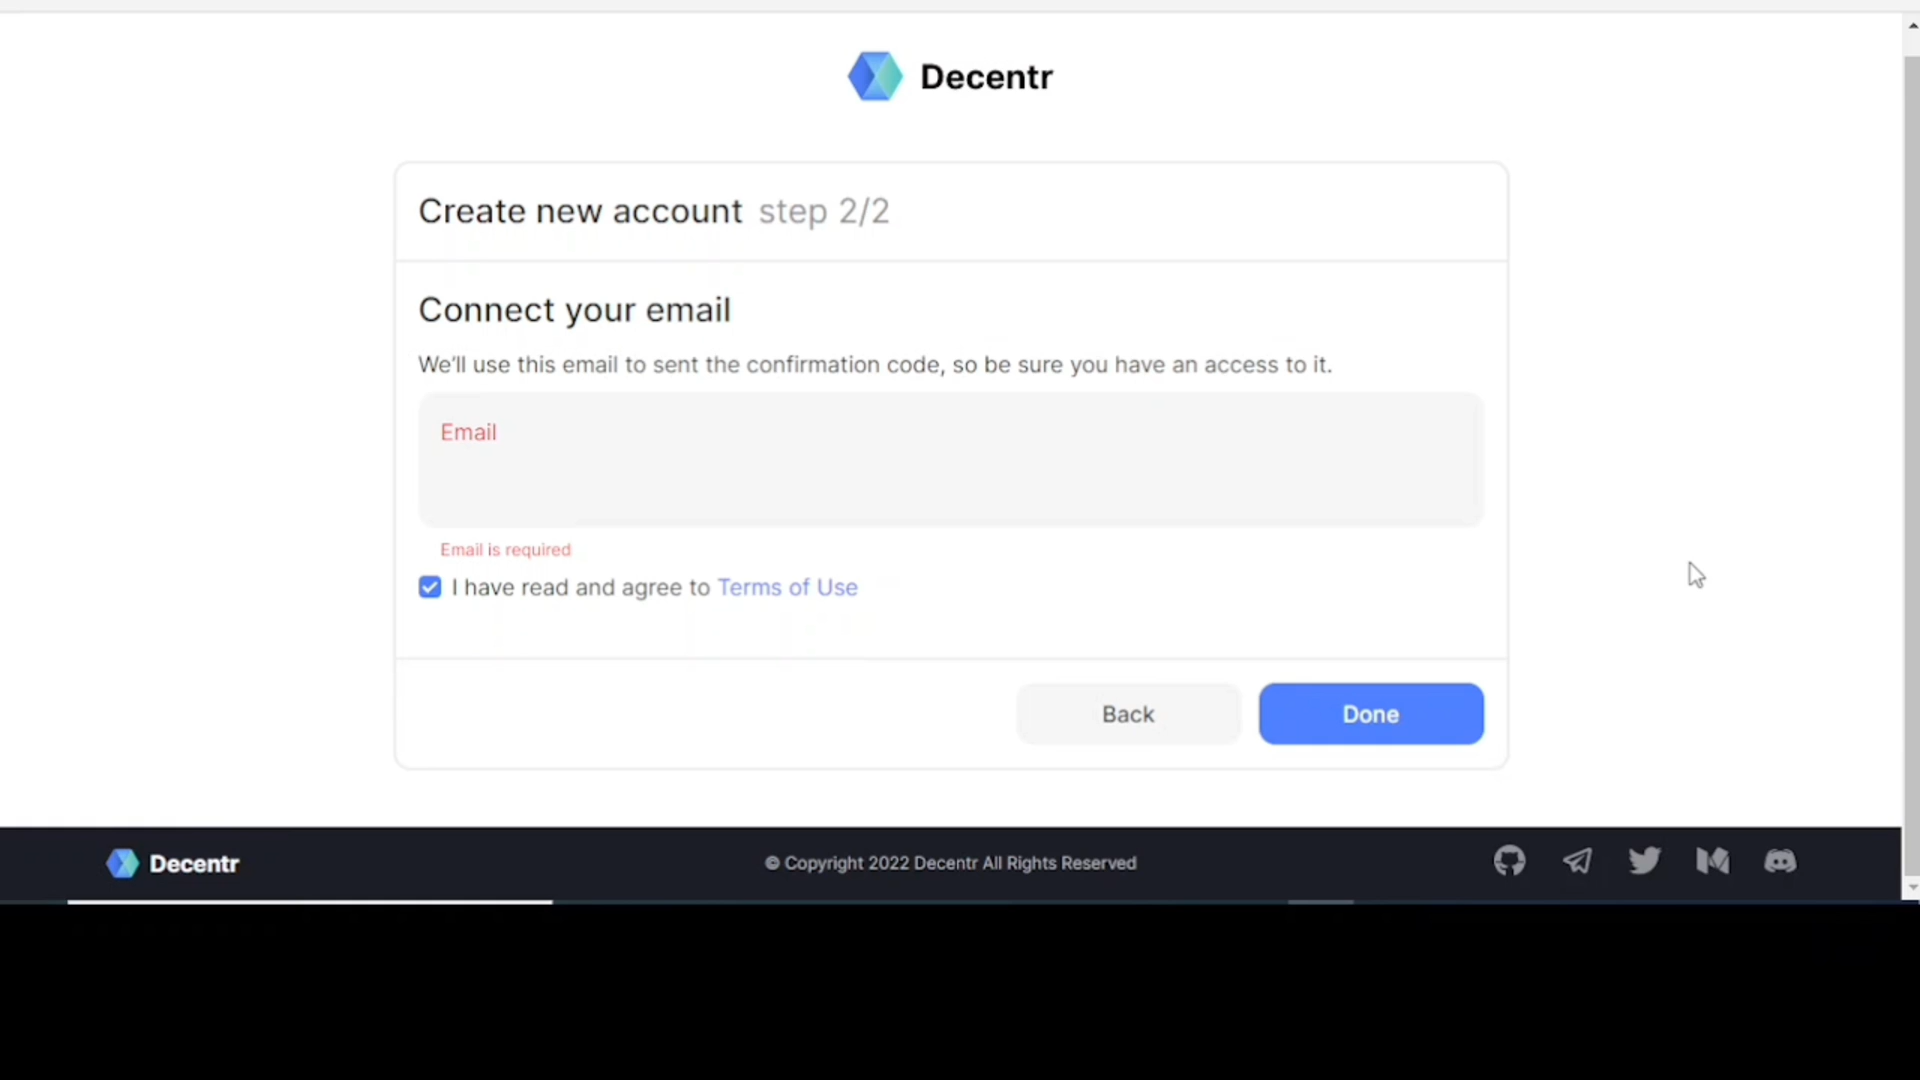 Decentr
Create new account step 2/2
Connect your email
We'll use this email to sent the confirmation code, so be sure you have an access to it.
Email
Email is required
I have read and agree to Terms of Use
Back
Done
Decentr
© Copyright 2022 Decentr All Rights Reserved